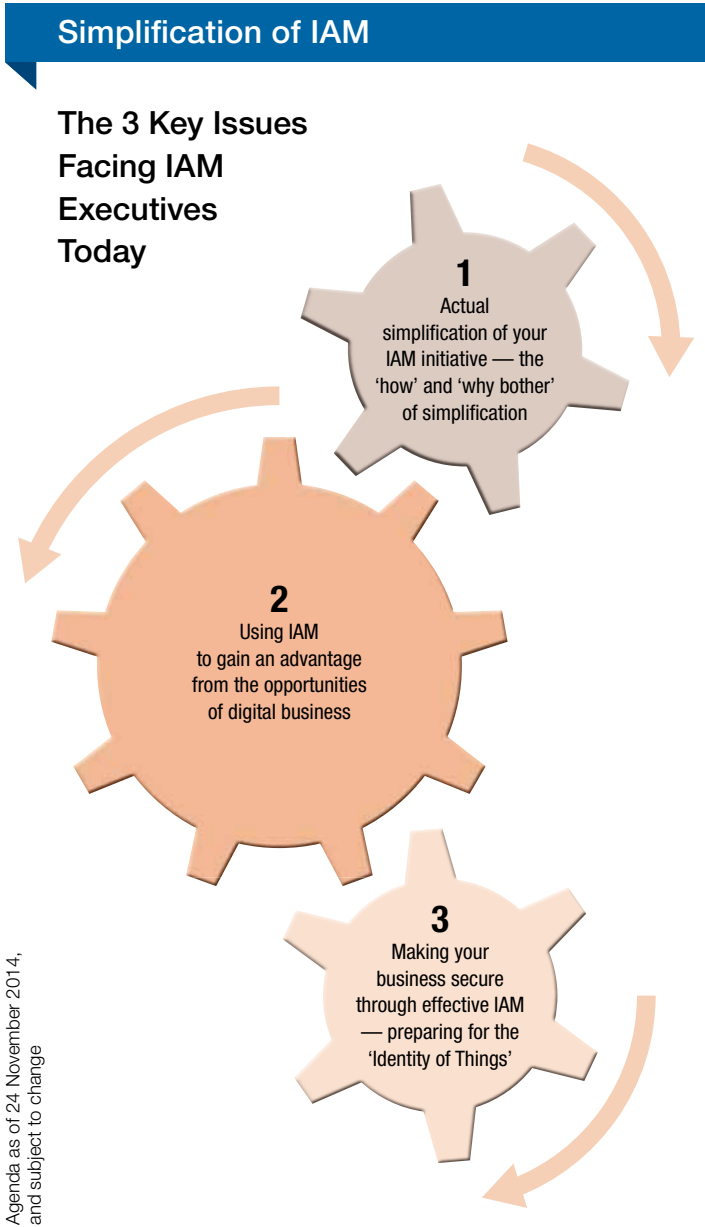 Simplification of IAM
The 3 Key Issues
Facing IAM
Executives
Today
1
Actual
simplification of your
IAM initiative — the
‘how’ and ‘why bother’
of simplification
2
Using IAM
to gain an advantage
from the opportunities
of digital business
3
Making your
business secure
through effective IAM
— preparing for the
‘Identity of Things’
Agenda as of 24 November 2014,
and subject to change